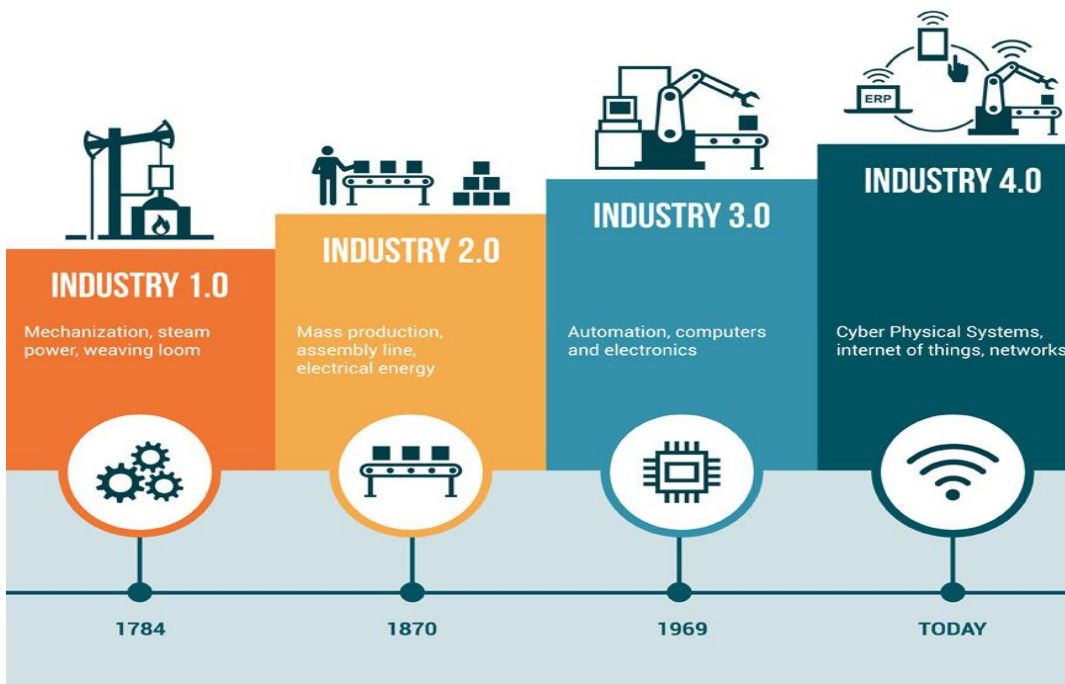 ERP
INDUSTRY 1.0
Mechanization, steam
power, weaving loom
INDUSTRY 2.0
Mass production,
assembly line,
electrical energy
INDUSTRY 3.0
Automation, computers
and electronics
INDUSTRY 4.0
Cyber Physical Systems,
internet of things, networks
1784
1870
1969
TODAY